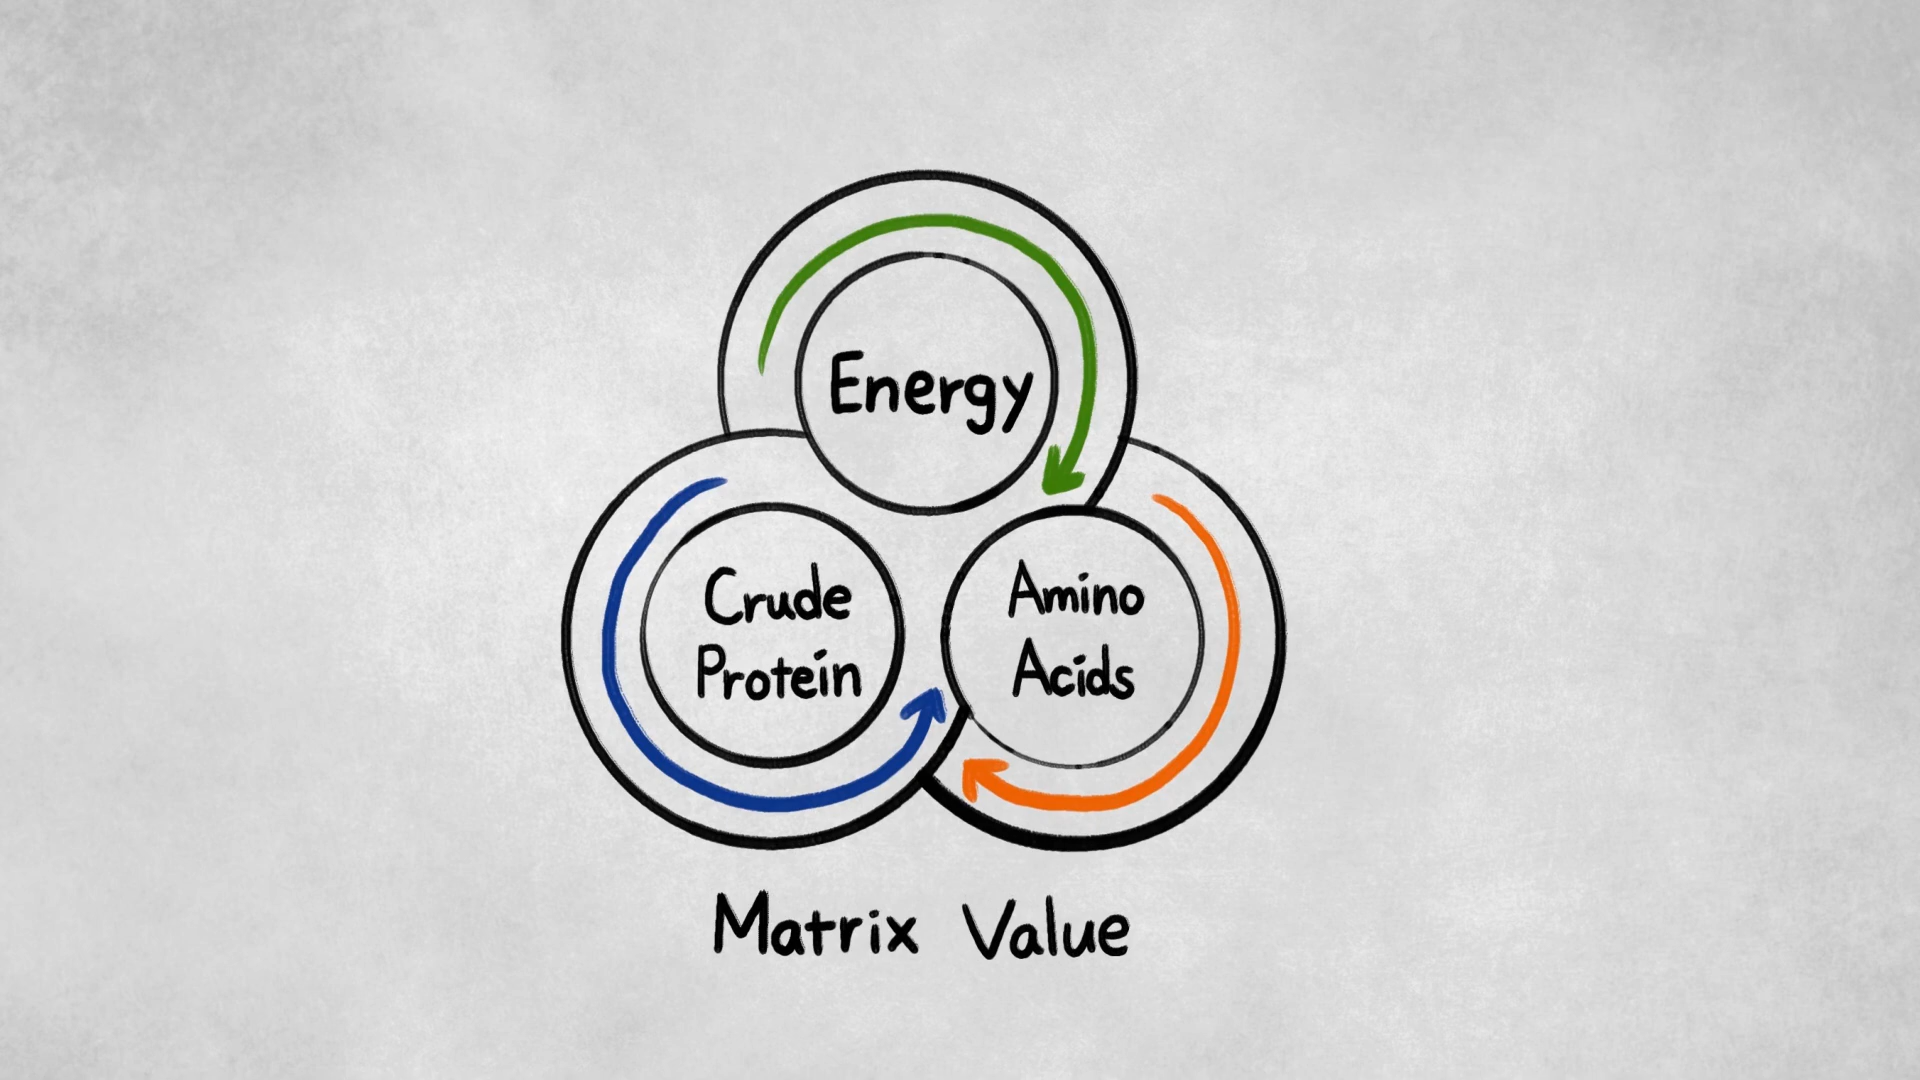 Energy
Crude
Protein
Amino
Acids
Matrix Value